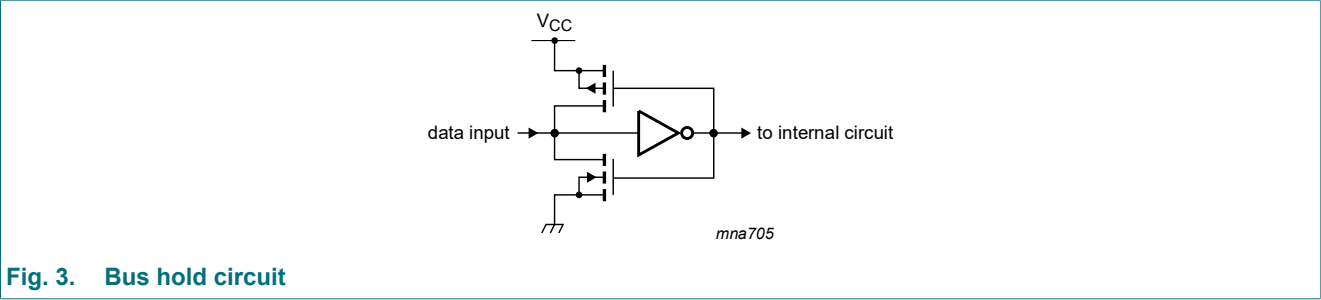 VCC
data input
to internal circuit
mna705
Fig. 3. Bus hold circuit